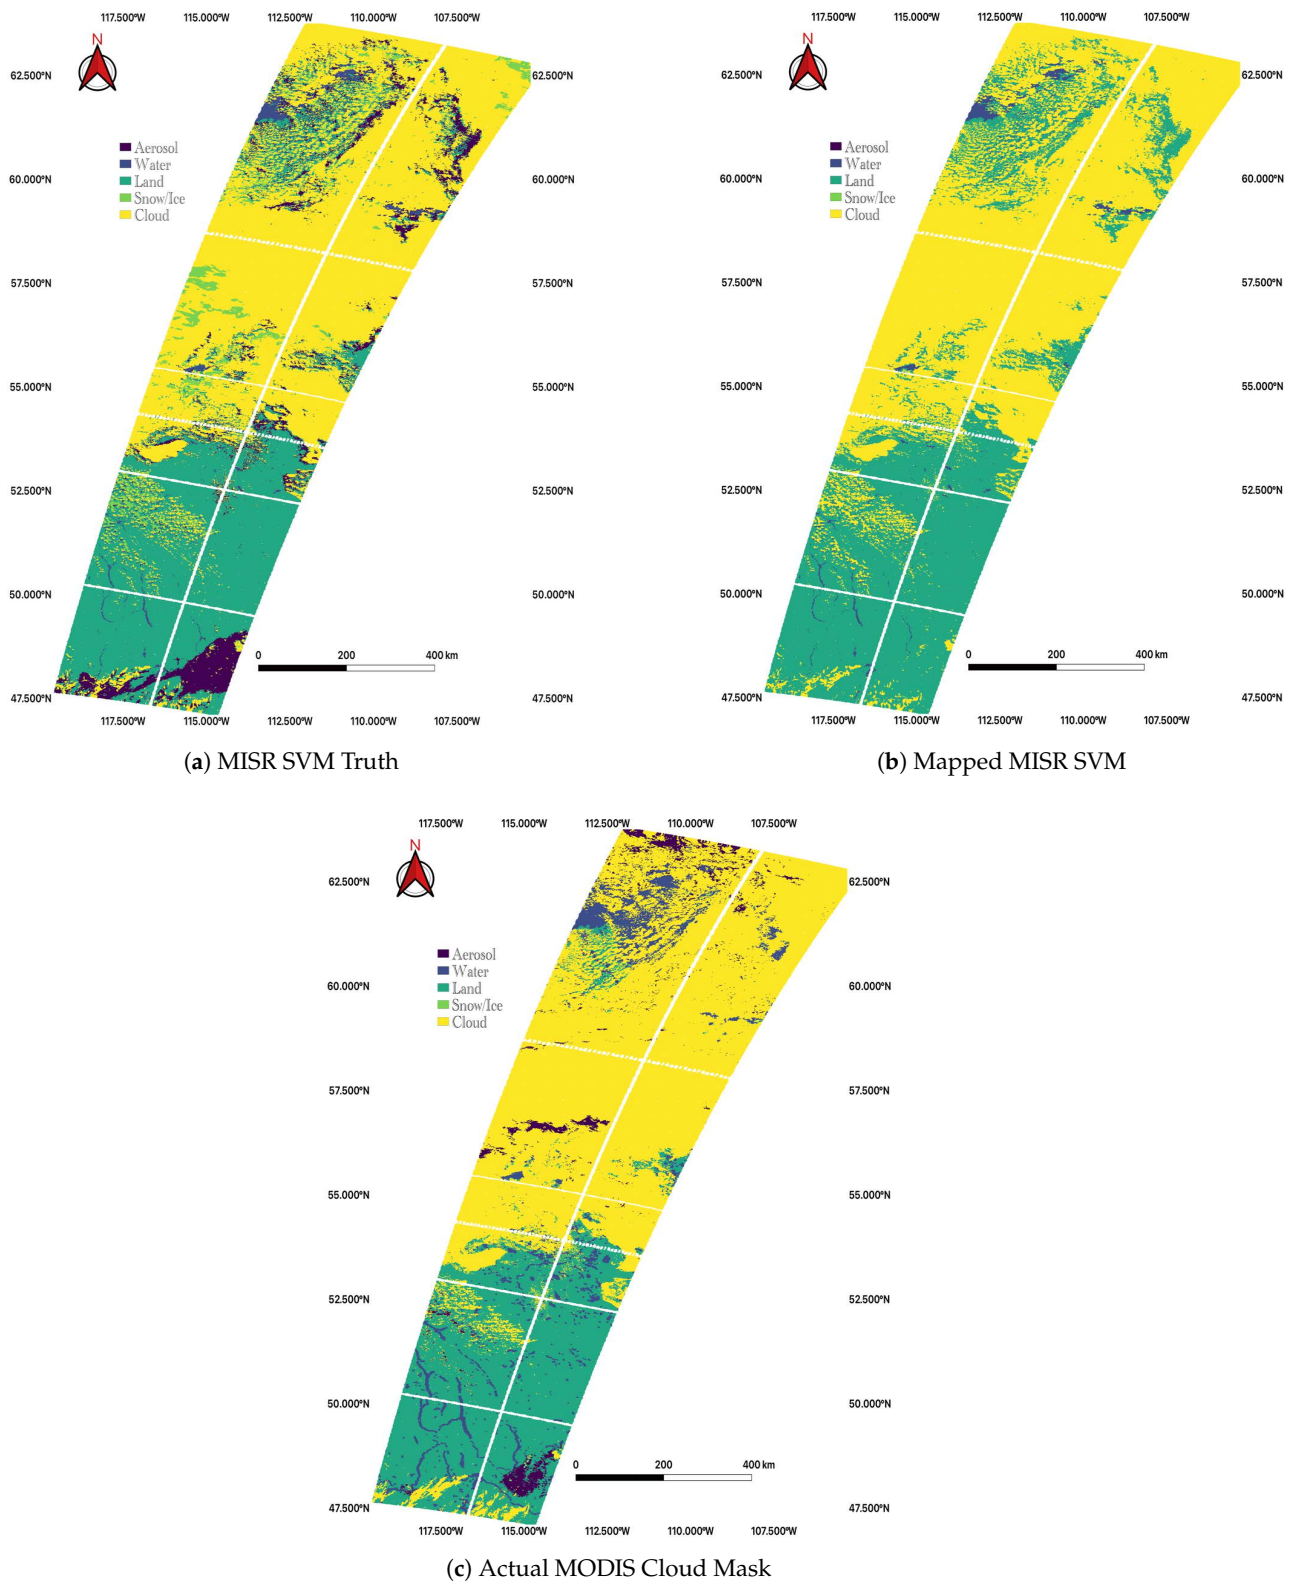 117.500°W 115.000°W 112.500°W 110.000°W 107.500°W
117.500°W 115.000°W 112.500°W 110.000°W 107.500°W
N
N
62.500°N 62.500°N
62.500°N 62.500°N
Aerosol
Water
Land
Snow/Ice
Cloud
Aerosol
Water
Land
Snow/Ice
Cloud
60.000°N 60.000°N
60.000°N 60.000°N
57.500°N 57.500°N
57.500°N 57.500°N
55.000°N 55.000°N
55.000°N 55.000°N
52.500°N 52.500°N
52.500°N 52.500°N
50.000°N 50.000°N
50.000°N 50.000°N
0 200 400 km
0 200 400 km
47.500°N 47.500°N
47.500°N 47.500°N
117.500°W 115.000°W 112.500°W 110.000°W 107.500°W
117.500°W 115.000°W 112.500°W 110.000°W 107.500°W
(a) MISR SVM Truth
(b) Mapped MISR SVM
117.500°W 115.000°W 112.500°W 110.000°W 107.500°W
N
62.500°N 62.500°N
Aerosol
Water
Land
Snow/Ice
Cloud
60.000°N 60.000°N
57.500°N 57.500°N
55.000°N 55.000°N
52.500°N 52.500°N
50.000°N 50.000°N
0 200 400 km
47.500°N 47.500°N
117.500°W 115.000°W 112.500°W 110.000°W 107.500°W
(c) Actual MODIS Cloud Mask